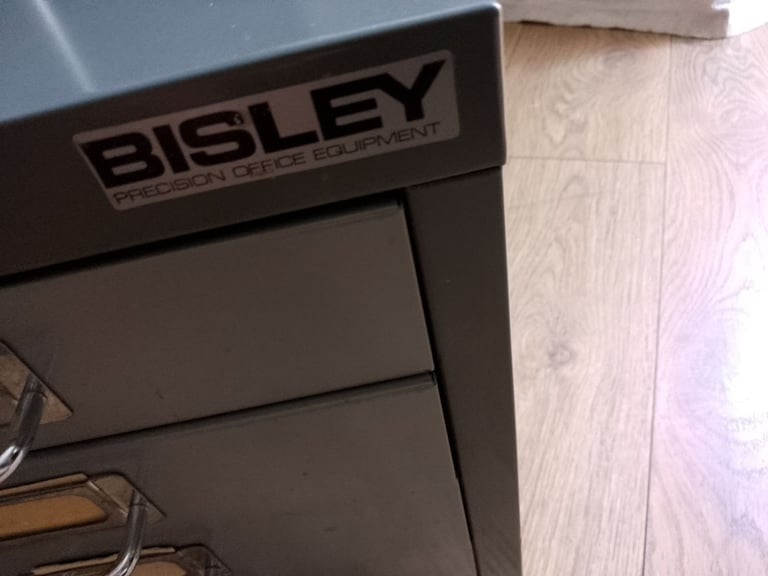 BISLEY
PRECISION OFFICE EQUIPMENT